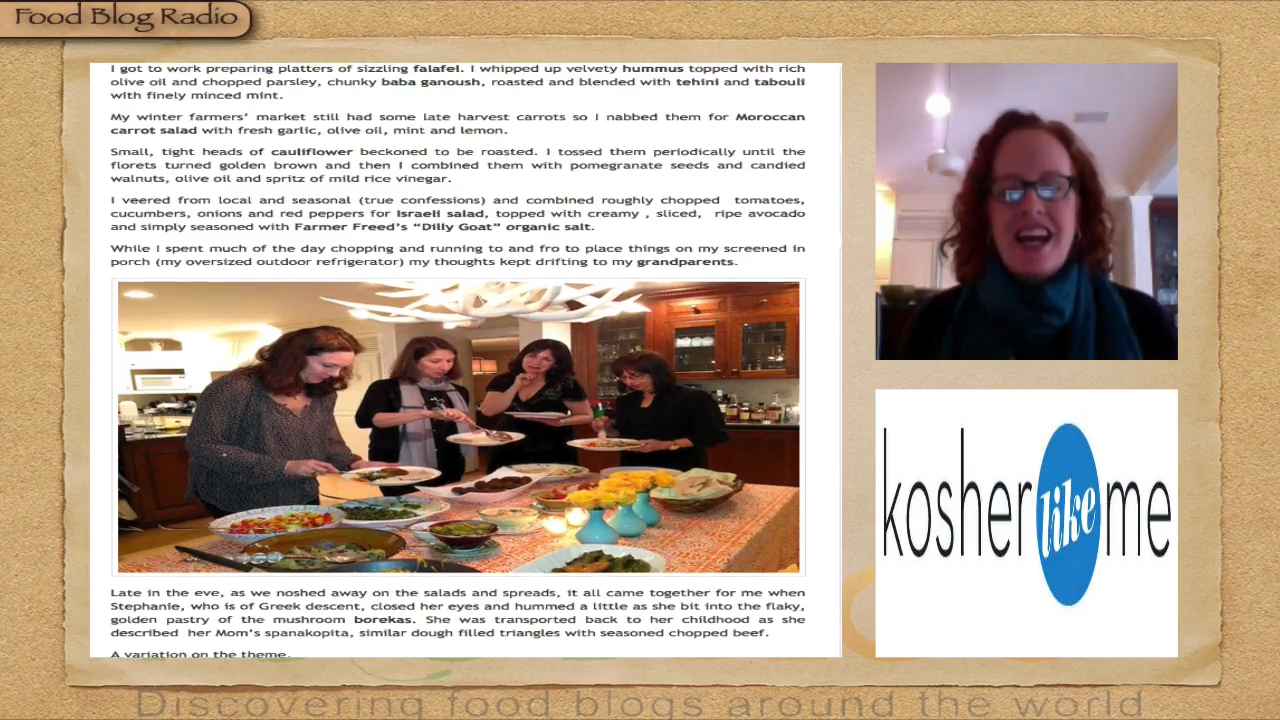 Food Blog Radio
I got to work preparing platters of sizzling falafel. I whipped up velvety hummus topped with rich
olive oil and chopped parsley, chunky baba ganoush, roasted and blended with tehini and tabouli
with finely minced mint.
My winter farmers' market still had some late harvest carrots so I nabbed them for Moroccan
carrot salad with fresh garlic, olive oil, mint and lemon.
Small, tight heads of cauliflower beckoned to be roasted. I tossed them periodically until the
florets turned golden brown and then I combined them with pomegranate seeds and candied
walnuts, olive oil and spritz of mild rice vinegar.
I veered from local and seasonal (true confessions) and combined roughly chopped tomatoes,
cucumbers, onions and red peppers for Israeli salad, topped with creamy , sliced, ripe avocado
and simply seasoned with Farmer Freed's “Dilly Goat” organic salt.
While I spent much of the day chopping and running to and fro to place things on my screened in
porch (my oversized outdoor refrigerator) my thoughts kept drifting to my grandparents.
Late in the eve, as we noshed away on the salads and spreads, it all came together for me when
Stephanie, who is of Greek descent, closed her eyes and hummed a little as she bit into the flaky,
golden pastry of the mushroom borekas. She was transported back to her childhood as she
described her Mom's spanakopita, similar dough filled triangles with seasoned chopped beef.
A variation on the theme.
kosher like me
Discovering food blogs around the world